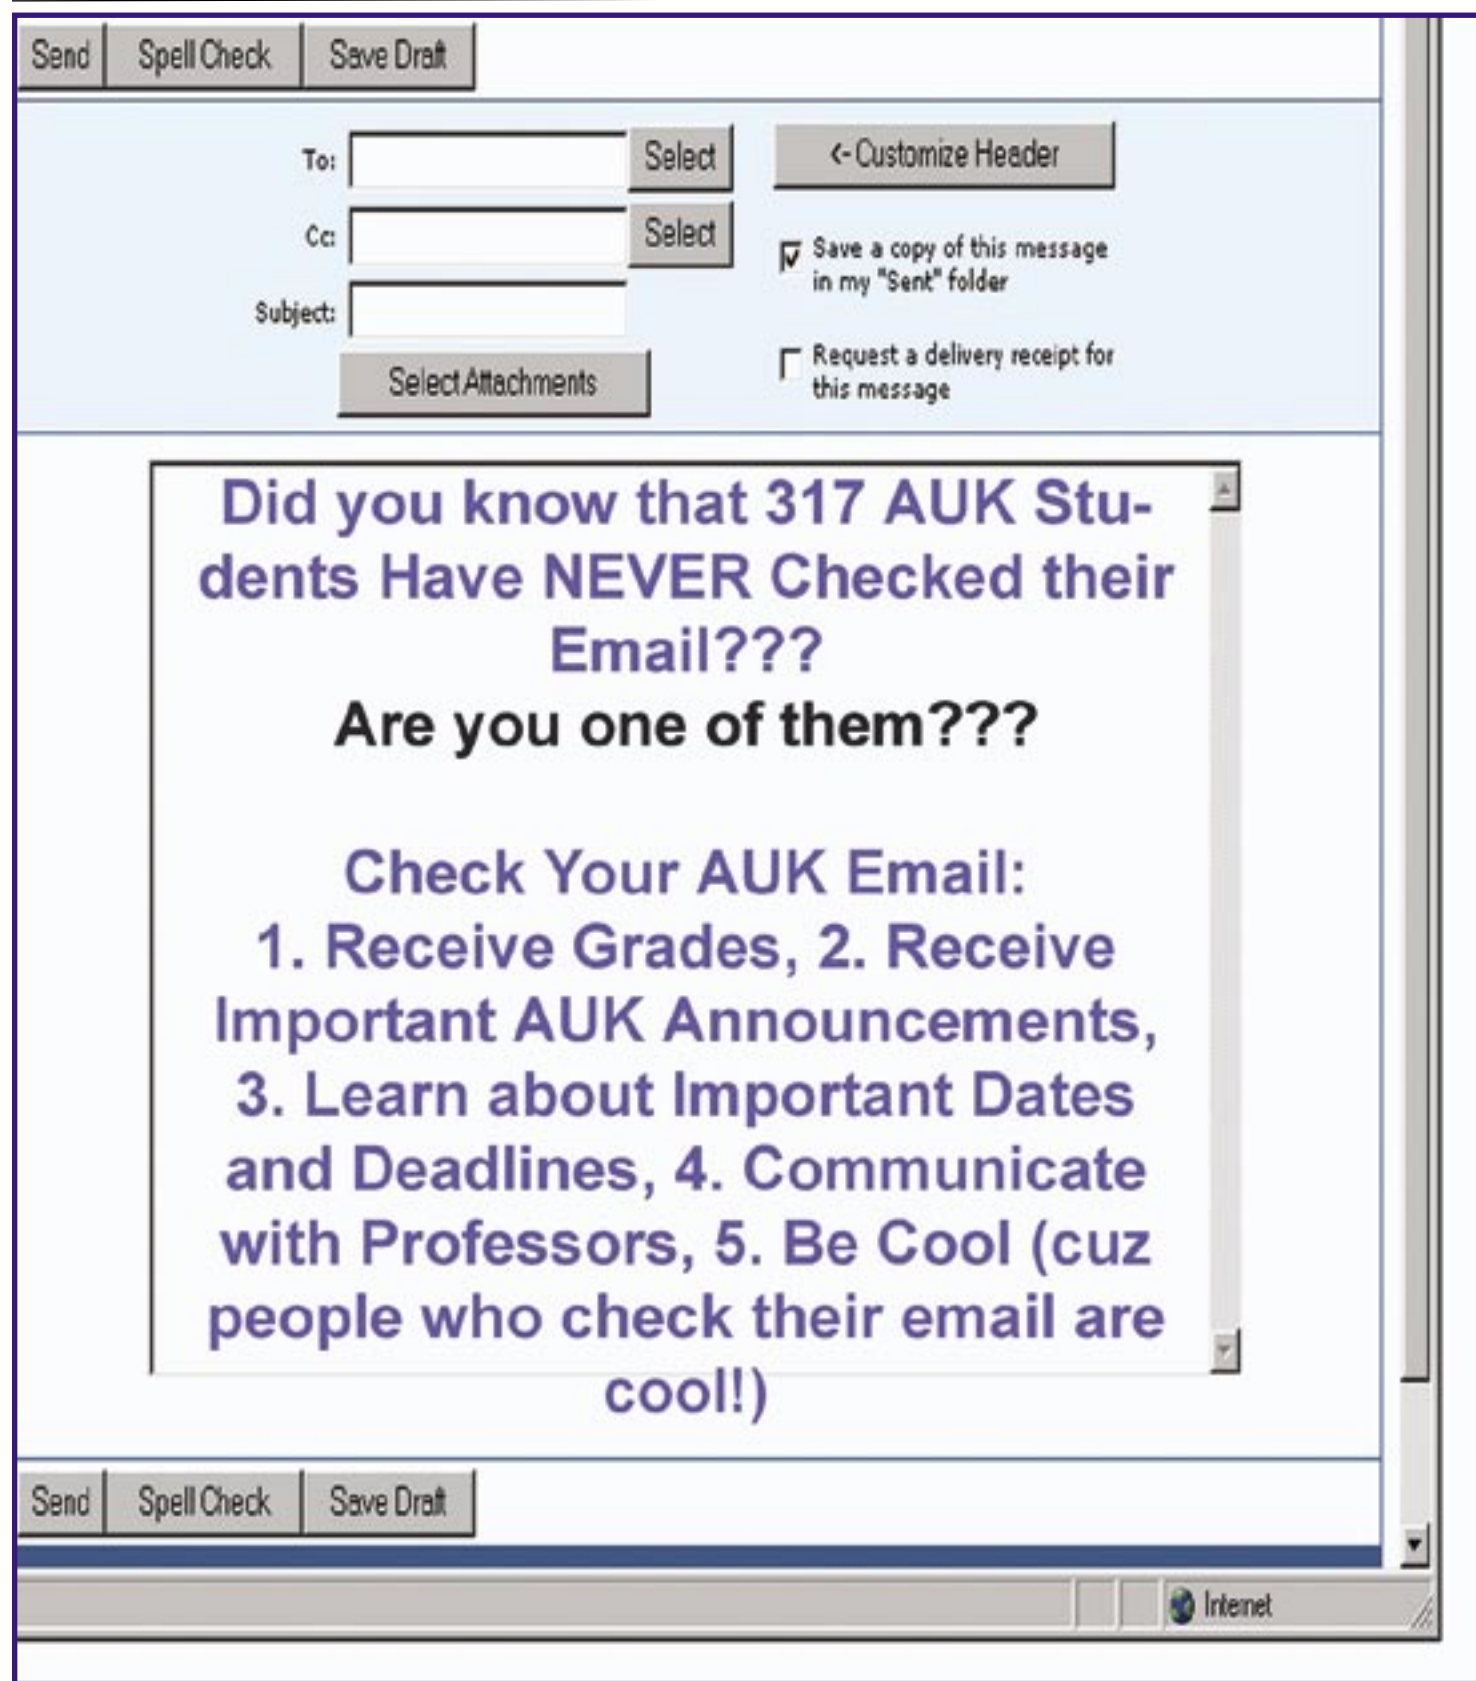 Send Spell Check Save Draft
To: Select <- Customize Header
Cc: Select
Save a copy of this message
in my "Sent" folder
Subject:
Request a delivery receipt for
this message
Select Attachments
Did you know that 317 AUK Stu-
dents Have NEVER Checked their
Email???
Are you one of them???
Check Your AUK Email:
1. Receive Grades, 2. Receive
Important AUK Announcements,
3. Learn about Important Dates
and Deadlines, 4. Communicate
with Professors, 5. Be Cool (cuz
people who check their email are
cool!)
Send Spell Check Save Draft
Internet